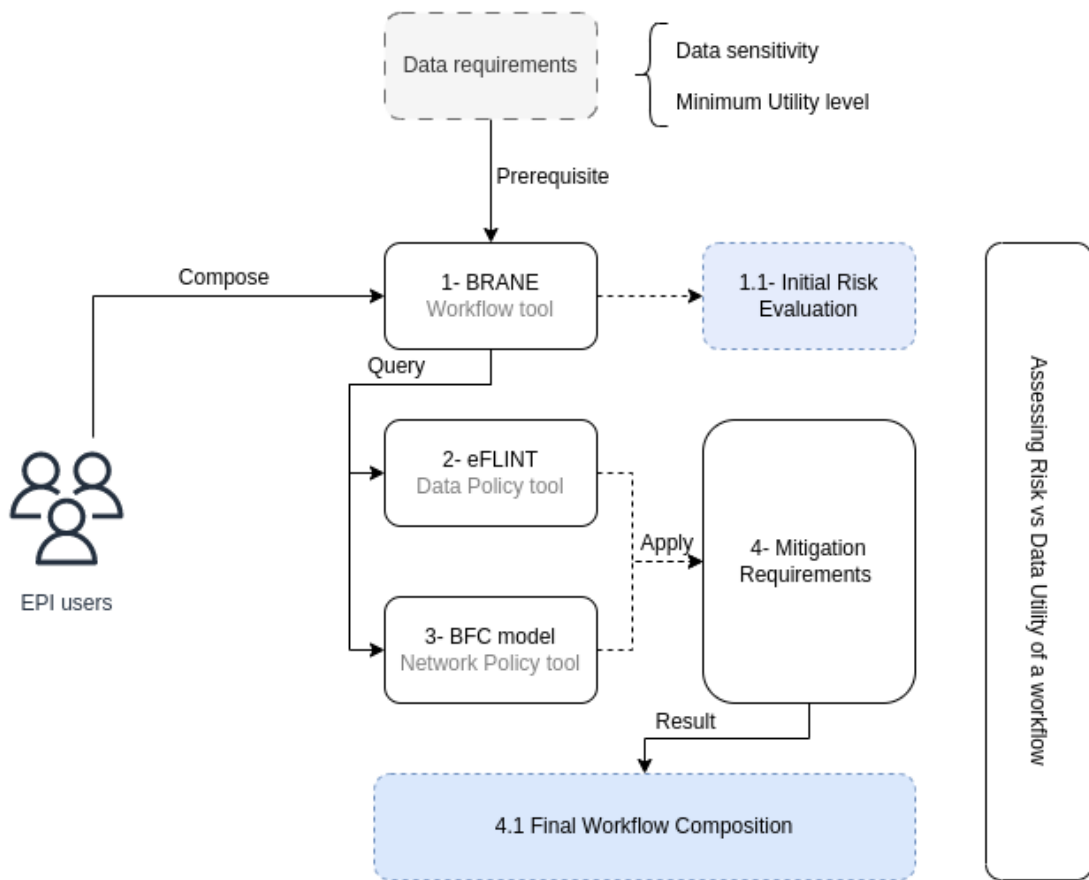 Data requirements
Data sensitivity
Minimum Utility level
Prerequisite
Compose
1- BRANE
Workflow tool
1.1- Initial Risk
Evaluation
Query
2- eFLINT
Data Policy tool
Apply
4- Mitigation
Requirements
3- BFC model
Network Policy tool
EPI users
Result
4.1 Final Workflow Composition
Assessing Risk vs Data Utility of a workflow